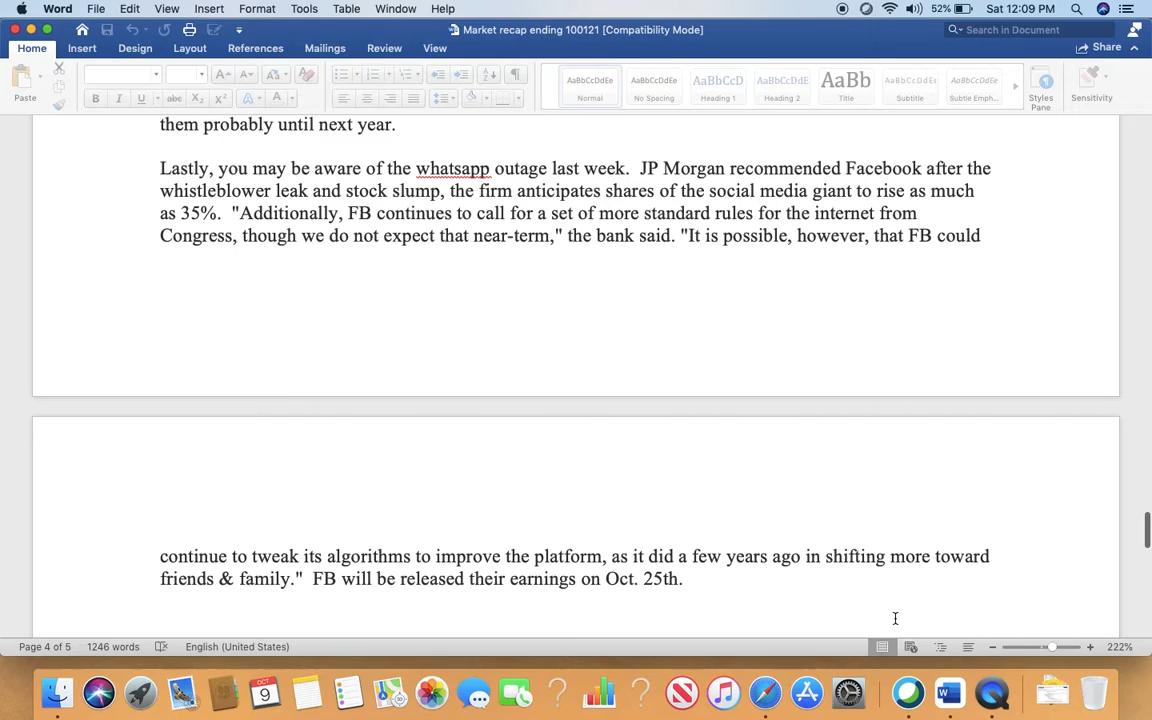 Word File Edit View Insert Format Tools Table Window Help 52% Sat 12:09 PM
Market recap ending 100121 [Compatibility Mode] Search in Document
Home Insert Design Layout References Mailings Review View Share
Paste
AaBbCcDdEe AaBbCcDdEe AaBbCcD AaBbCcDdE AaBb AaBbCcDdE AaBbCcDdEe
Normal No Spacing Heading 1 Heading 2 Title Subtitle Subtle Emph... Styles Pane Sensitivity
them probably until next year.
Lastly, you may be aware of the whatsapp outage last week. JP Morgan recommended Facebook after the
whistleblower leak and stock slump, the firm anticipates shares of the social media giant to rise as much
as 35%. "Additionally, FB continues to call for a set of more standard rules for the internet from
Congress, though we do not expect that near-term," the bank said. "It is possible, however, that FB could
continue to tweak its algorithms to improve the platform, as it did a few years ago in shifting more toward
friends & family." FB will be released their earnings on Oct. 25th.
Page 4 of 5 1246 words English (United States) 222%
OCT
9